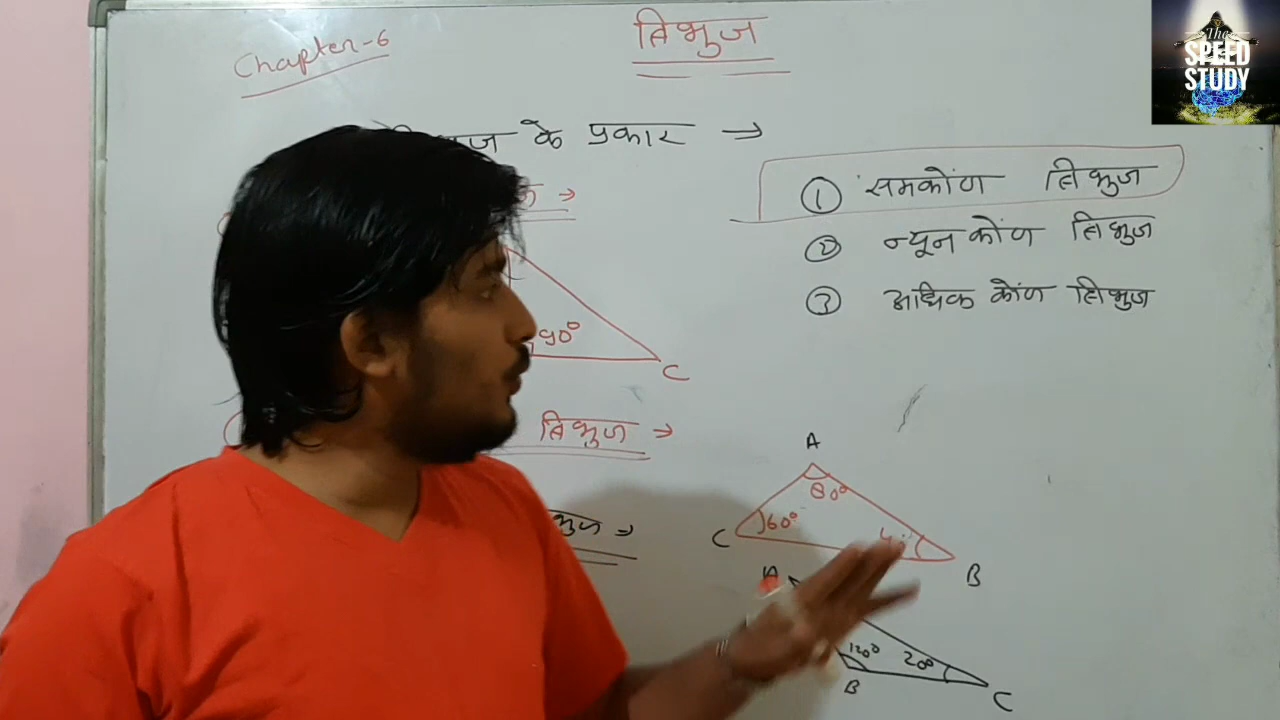 Chapter-6
त्रिभुज
के प्रकार →
① समकोंण त्रिभुज
② न्यून कोंण त्रिभुज
③ अधिक कोंण त्रिभुज
→
90°
C
त्रिभुज →
A
80°
60°
C
B
A
120° 20°
B
C
The
SPEED
STUDY